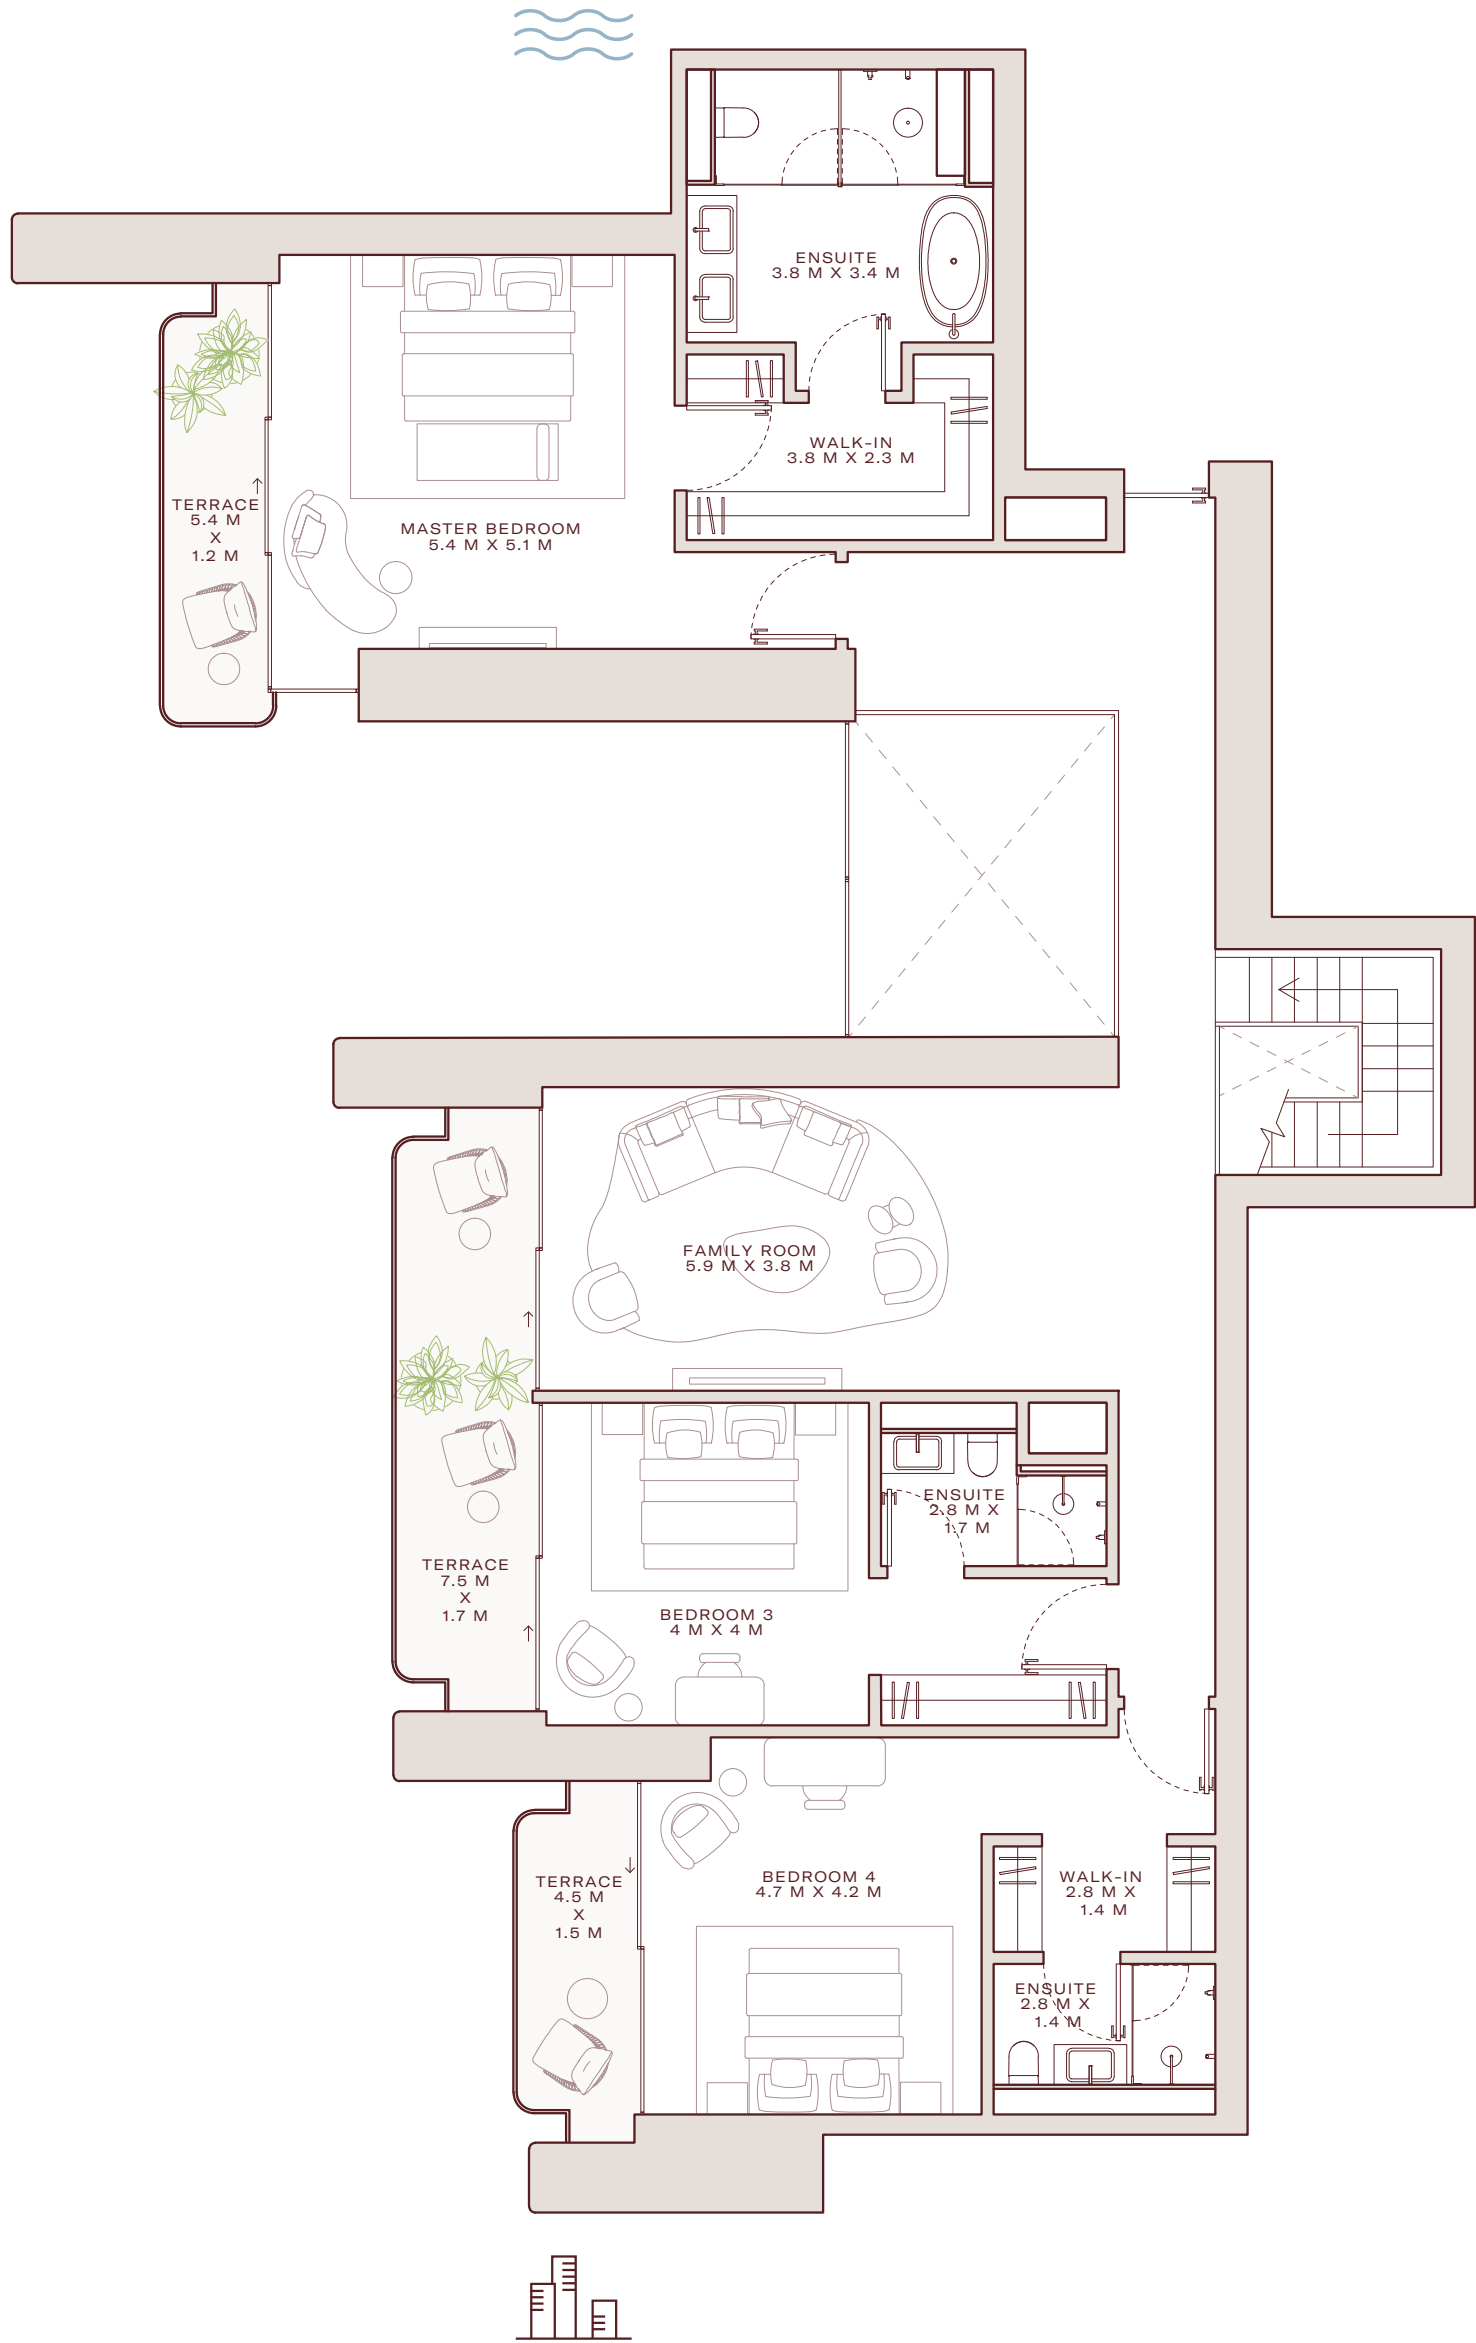 ENSUITE
3.8 M X 3.4 M
WALK-IN
3.8 M X 2.3 M
TERRACE
5.4 M
X
1.2 M
MASTER BEDROOM
5.4 M X 5.1 M
FAMILY ROOM
5.9 M X 3.8 M
ENSUITE
2.8 M X
1.7 M
TERRACE
7.5 M
X
1.7 M
BEDROOM 3
4 M X 4 M
TERRACE
4.5 M
X
1.5 M
BEDROOM 4
4.7 M X 4.2 M
WALK-IN
2.8 M X
1.4 M
ENSUITE
2.8 M X
1.4 M